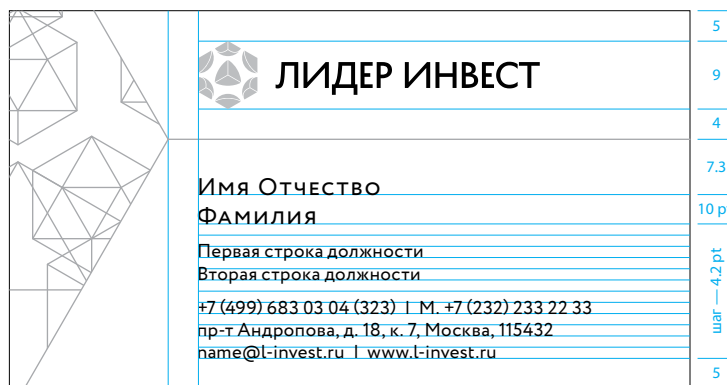 ЛИДЕР ИНВЕСТ
5
9
4
7.3
Имя Отчество
10 p
Фамилия
Первая строка должности
Вторая строка должности
шаг — 4.2 pt
+7 (499) 683 03 04 (323) | М. +7 (232) 233 22 33
пр-т Андропова, д. 18, к. 7, Москва, 115432
name@l-invest.ru | www.l-invest.ru
5